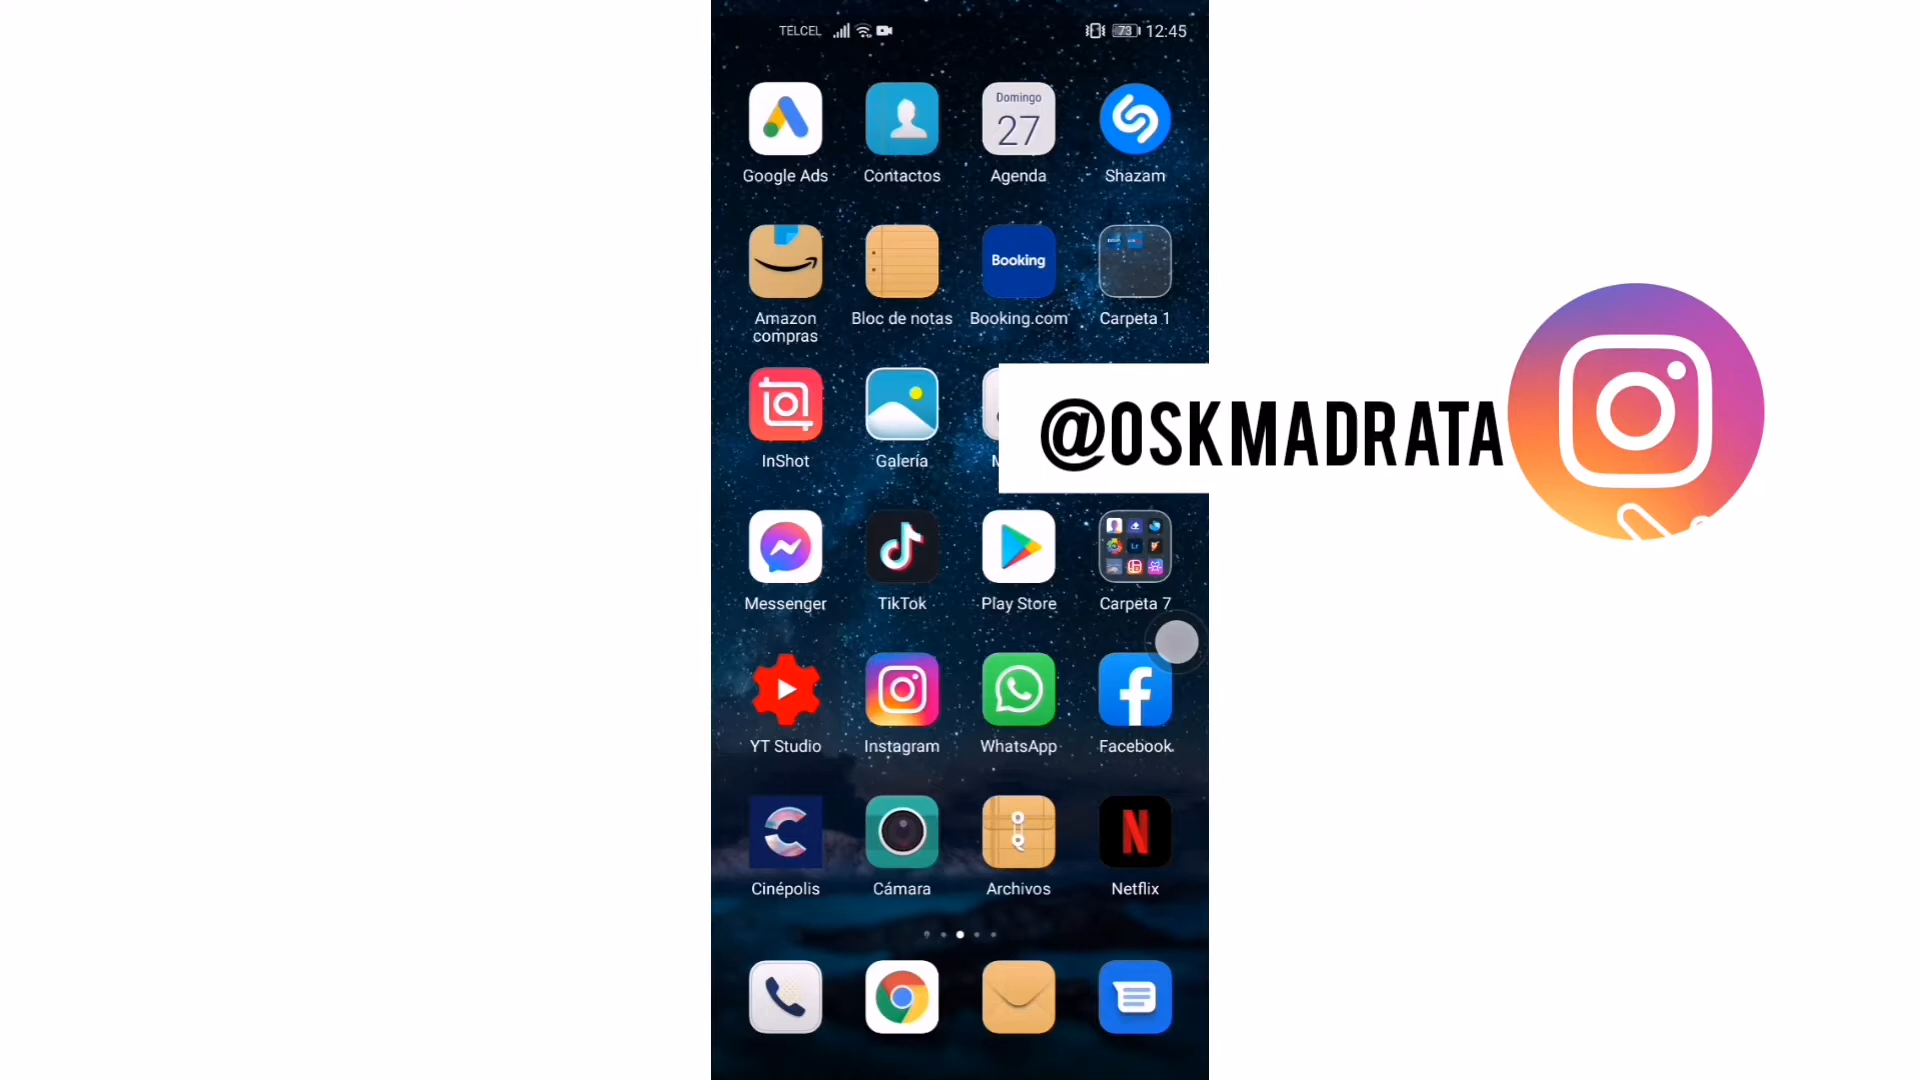 TELCEL
73 12:45
Domingo
27
Google Ads
Contactos
Agenda
Shazam
Booking
Amazon
compras
Bloc de notas
Booking.com
Carpeta 1
@OSKMADRATA
InShot
Galería
Lr
Messenger
TikTok
Play Store
Carpeta 7
YT Studio
Instagram
WhatsApp
Facebook
Cinépolis
Cámara
Archivos
Netflix